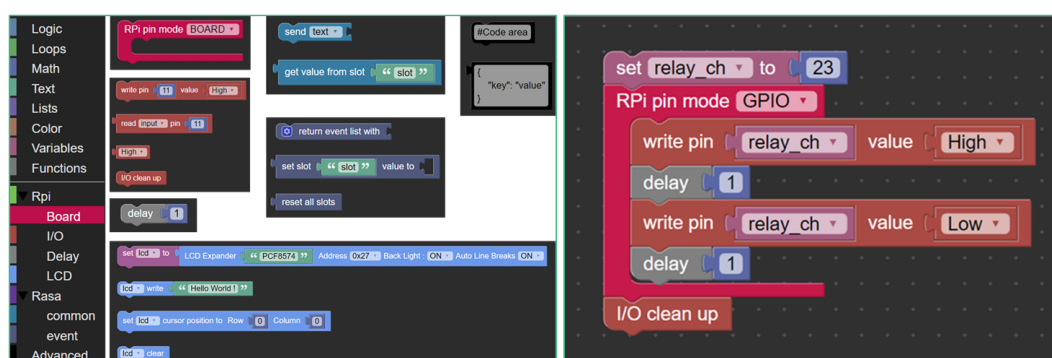 Logic
Loops
Math
Text
Lists
Color
Variables
Functions
Rpi
Board
I/O
Delay
LCD
Rasa
common
event
Advanced
RPi pin mode BOARD
write pin 11 value High
read input pin 11
High
I/O clean up
delay 1
send text
get value from slot “ slot ”
return event list with
set slot “ slot ” value to
reset all slots
#Code area
{
"key": "value"
}
set lcd to LCD Expander “ PCF8574 ” Address 0x27 Back Light : ON Auto Line Breaks ON
lcd write “ Hello World ! ”
set lcd cursor position to Row 0 Column 0
lcd clear
set relay_ch to 23
RPi pin mode GPIO
write pin relay_ch value High
delay 1
write pin relay_ch value Low
delay 1
I/O clean up